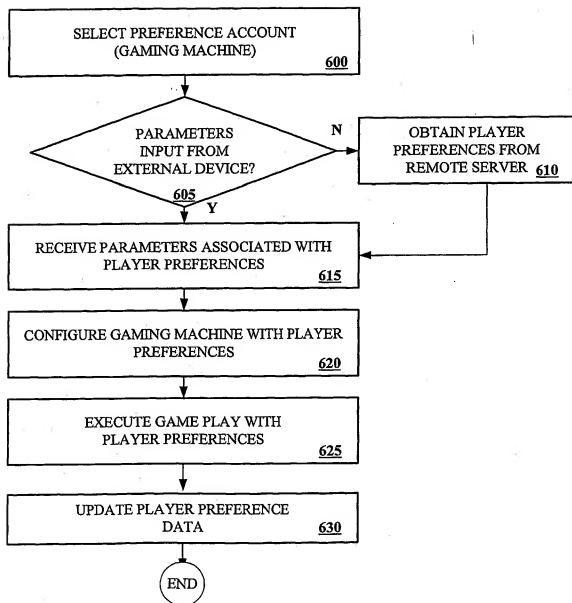 SELECT PREFERENCE ACCOUNT
(GAMING MACHINE)
600
PARAMETERS
INPUT FROM
EXTERNAL DEVICE?
605
N
Y
OBTAIN PLAYER
PREFERENCES FROM
REMOTE SERVER
610
RECEIVE PARAMETERS ASSOCIATED WITH
PLAYER PREFERENCES
615
CONFIGURE GAMING MACHINE WITH PLAYER
PREFERENCES
620
EXECUTE GAME PLAY WITH
PLAYER PREFERENCES
625
UPDATE PLAYER PREFERENCE
DATA
630
END